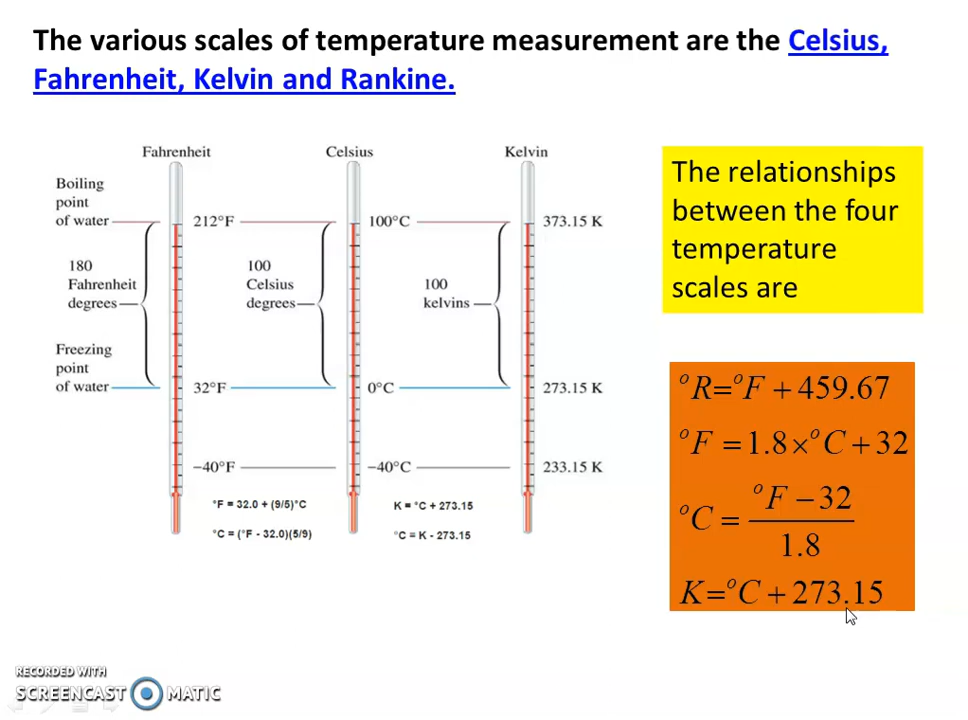 The various scales of temperature measurement are the Celsius,
Fahrenheit, Kelvin and Rankine.
Fahrenheit
Celsius
Kelvin
Boiling
point
of water
212°F
100°C
373.15 K
180
Fahrenheit
degrees
100
Celsius
degrees
100
kelvins
Freezing
point
of water
32°F
0°C
273.15 K
−40°F
−40°C
233.15 K
°F = 32.0 + (9/5)°C
°C = (°F - 32.0)(5/9)
K = °C + 273.15
°C = K - 273.15
The relationships
between the four
temperature
scales are
°R=°F + 459.67
°F = 1.8 ×°C + 32
°C = (°F − 32) / 1.8
K=°C + 273.15
RECORDED WITH
SCREENCAST MATIC